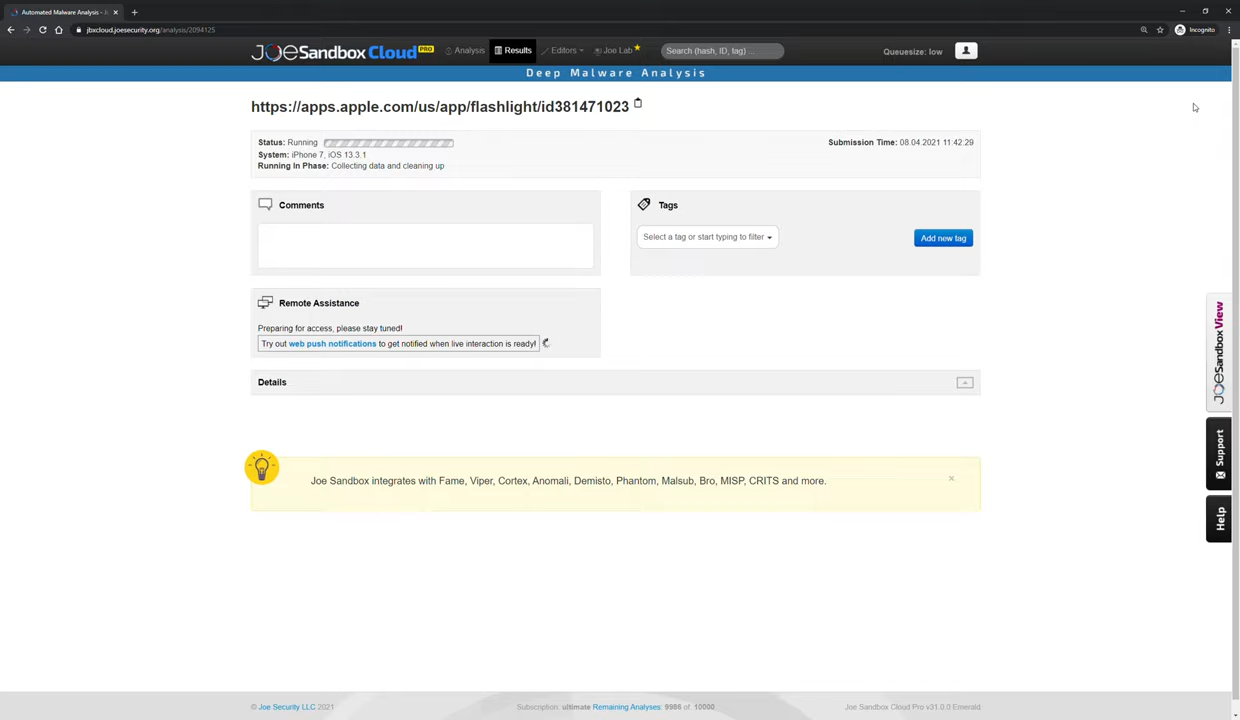 Automated Malware Analysis - J
jbxcloud.joesecurity.org/analysis/2094125
Incognito
JOESandbox Cloud PRO
Analysis
Results
Editors
Joe Lab
Search (hash, ID, tag) ...
Queuesize: low
Deep Malware Analysis
https://apps.apple.com/us/app/flashlight/id381471023
Status: Running
Submission Time: 08.04.2021 11:42:29
System: iPhone 7, iOS 13.3.1
Running In Phase: Collecting data and cleaning up
Comments
Tags
Select a tag or start typing to filter
Add new tag
Remote Assistance
Preparing for access, please stay tuned!
Try out web push notifications to get notified when live interaction is ready!
Details
JOESandboxView
Support
Help
Joe Sandbox integrates with Fame, Viper, Cortex, Anomali, Demisto, Phantom, Malsub, Bro, MISP, CRITS and more.
© Joe Security LLC 2021
Subscription: ultimate Remaining Analyses: 9986 of 10000
Joe Sandbox Cloud Pro v31.0.0 Emerald